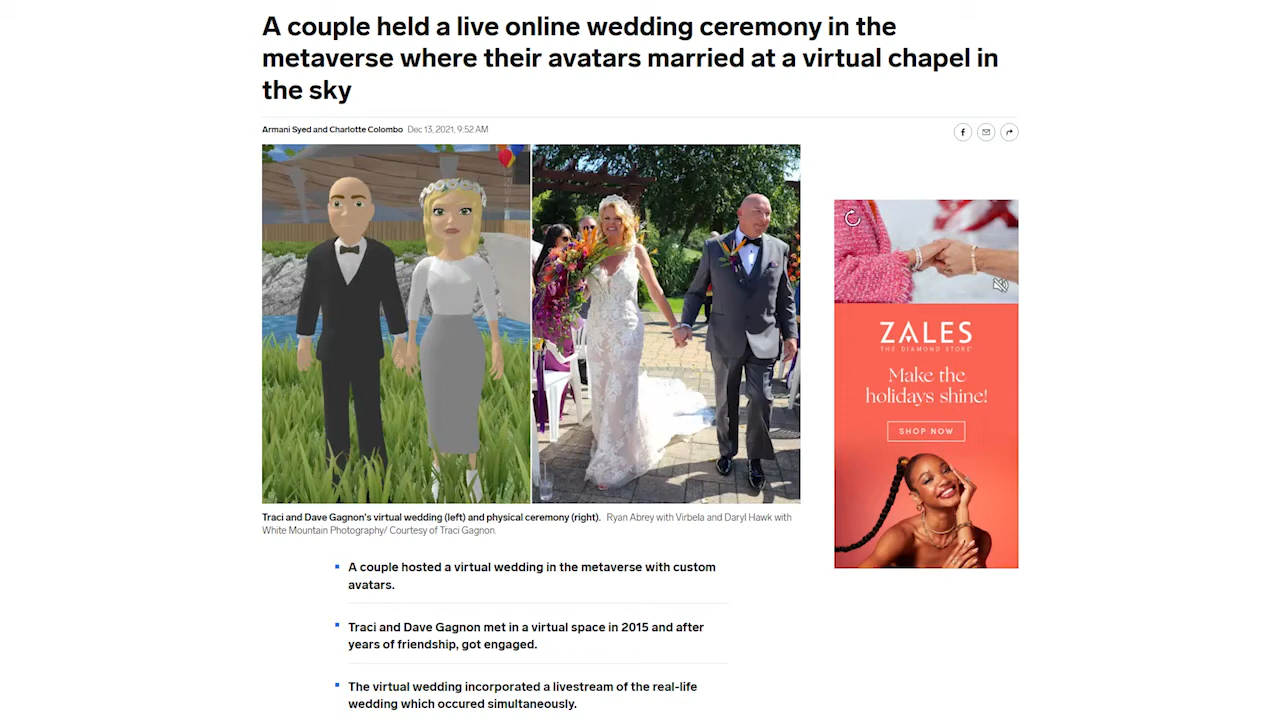 A couple held a live online wedding ceremony in the
metaverse where their avatars married at a virtual chapel in
the sky
Armani Syed and Charlotte Colombo Dec 13, 2021, 9:52 AM
Traci and Dave Gagnon's virtual wedding (left) and physical ceremony (right). Ryan Abrey with Virbela and Daryl Hawk with
White Mountain Photography/ Courtesy of Traci Gagnon.
A couple hosted a virtual wedding in the metaverse with custom
avatars.
Traci and Dave Gagnon met in a virtual space in 2015 and after
years of friendship, got engaged.
The virtual wedding incorporated a livestream of the real-life
wedding which occured simultaneously.
ZALES
THE DIAMOND STORE
Make the
holidays shine!
SHOP NOW